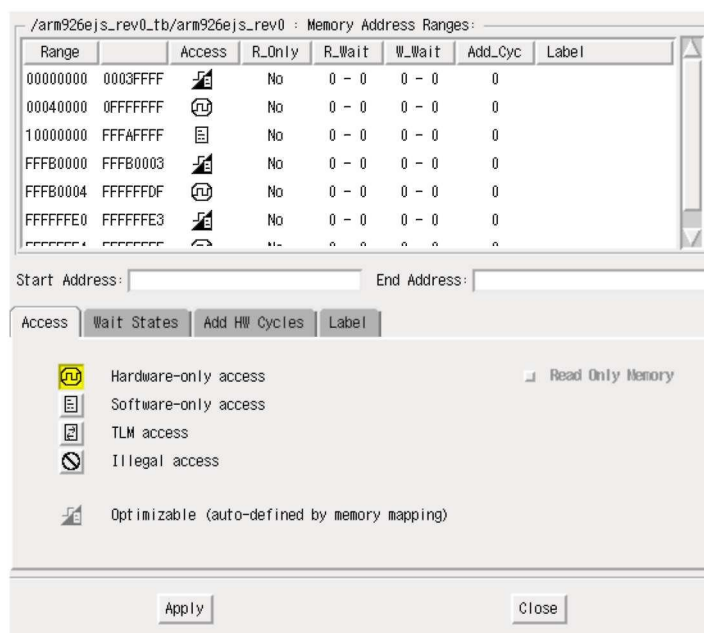 /arm926ejs_rev0_tb/arm926ejs_rev0 : Memory Address Ranges:
Range Access R_Only R_Wait W_Wait Add_Cyc Label
00000000 0003FFFF No 0 - 0 0 - 0 0
00040000 0FFFFFFF No 0 - 0 0 - 0 0
10000000 FFFAFFFF No 0 - 0 0 - 0 0
FFFB0000 FFFB0003 No 0 - 0 0 - 0 0
FFFB0004 FFFFFFDF No 0 - 0 0 - 0 0
FFFFFFE0 FFFFFFE3 No 0 - 0 0 - 0 0
Start Address: End Address:
Access Wait States Add HW Cycles Label
Hardware-only access Read Only Memory
Software-only access
TLM access
Illegal access
Optimizable (auto-defined by memory mapping)
Apply Close